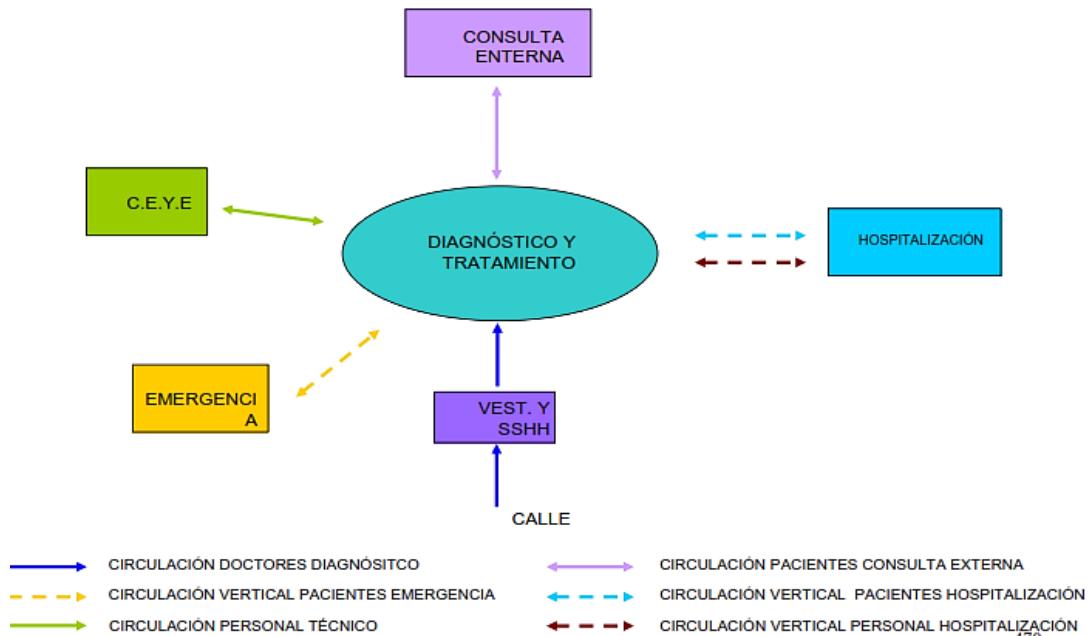 CONSULTA
ENTERNA
C.E.Y.E
DIAGNÓSTICO Y
TRATAMIENTO
HOSPITALIZACIÓN
EMERGENCI
A
VEST. Y
SSHH
CALLE
CIRCULACIÓN DOCTORES DIAGNÓSITCO
CIRCULACIÓN VERTICAL PACIENTES EMERGENCIA
CIRCULACIÓN PERSONAL TÉCNICO
CIRCULACIÓN PACIENTES CONSULTA EXTERNA
CIRCULACIÓN VERTICAL PACIENTES HOSPITALIZACIÓN
CIRCULACIÓN VERTICAL PERSONAL HOSPITALIZACIÓN